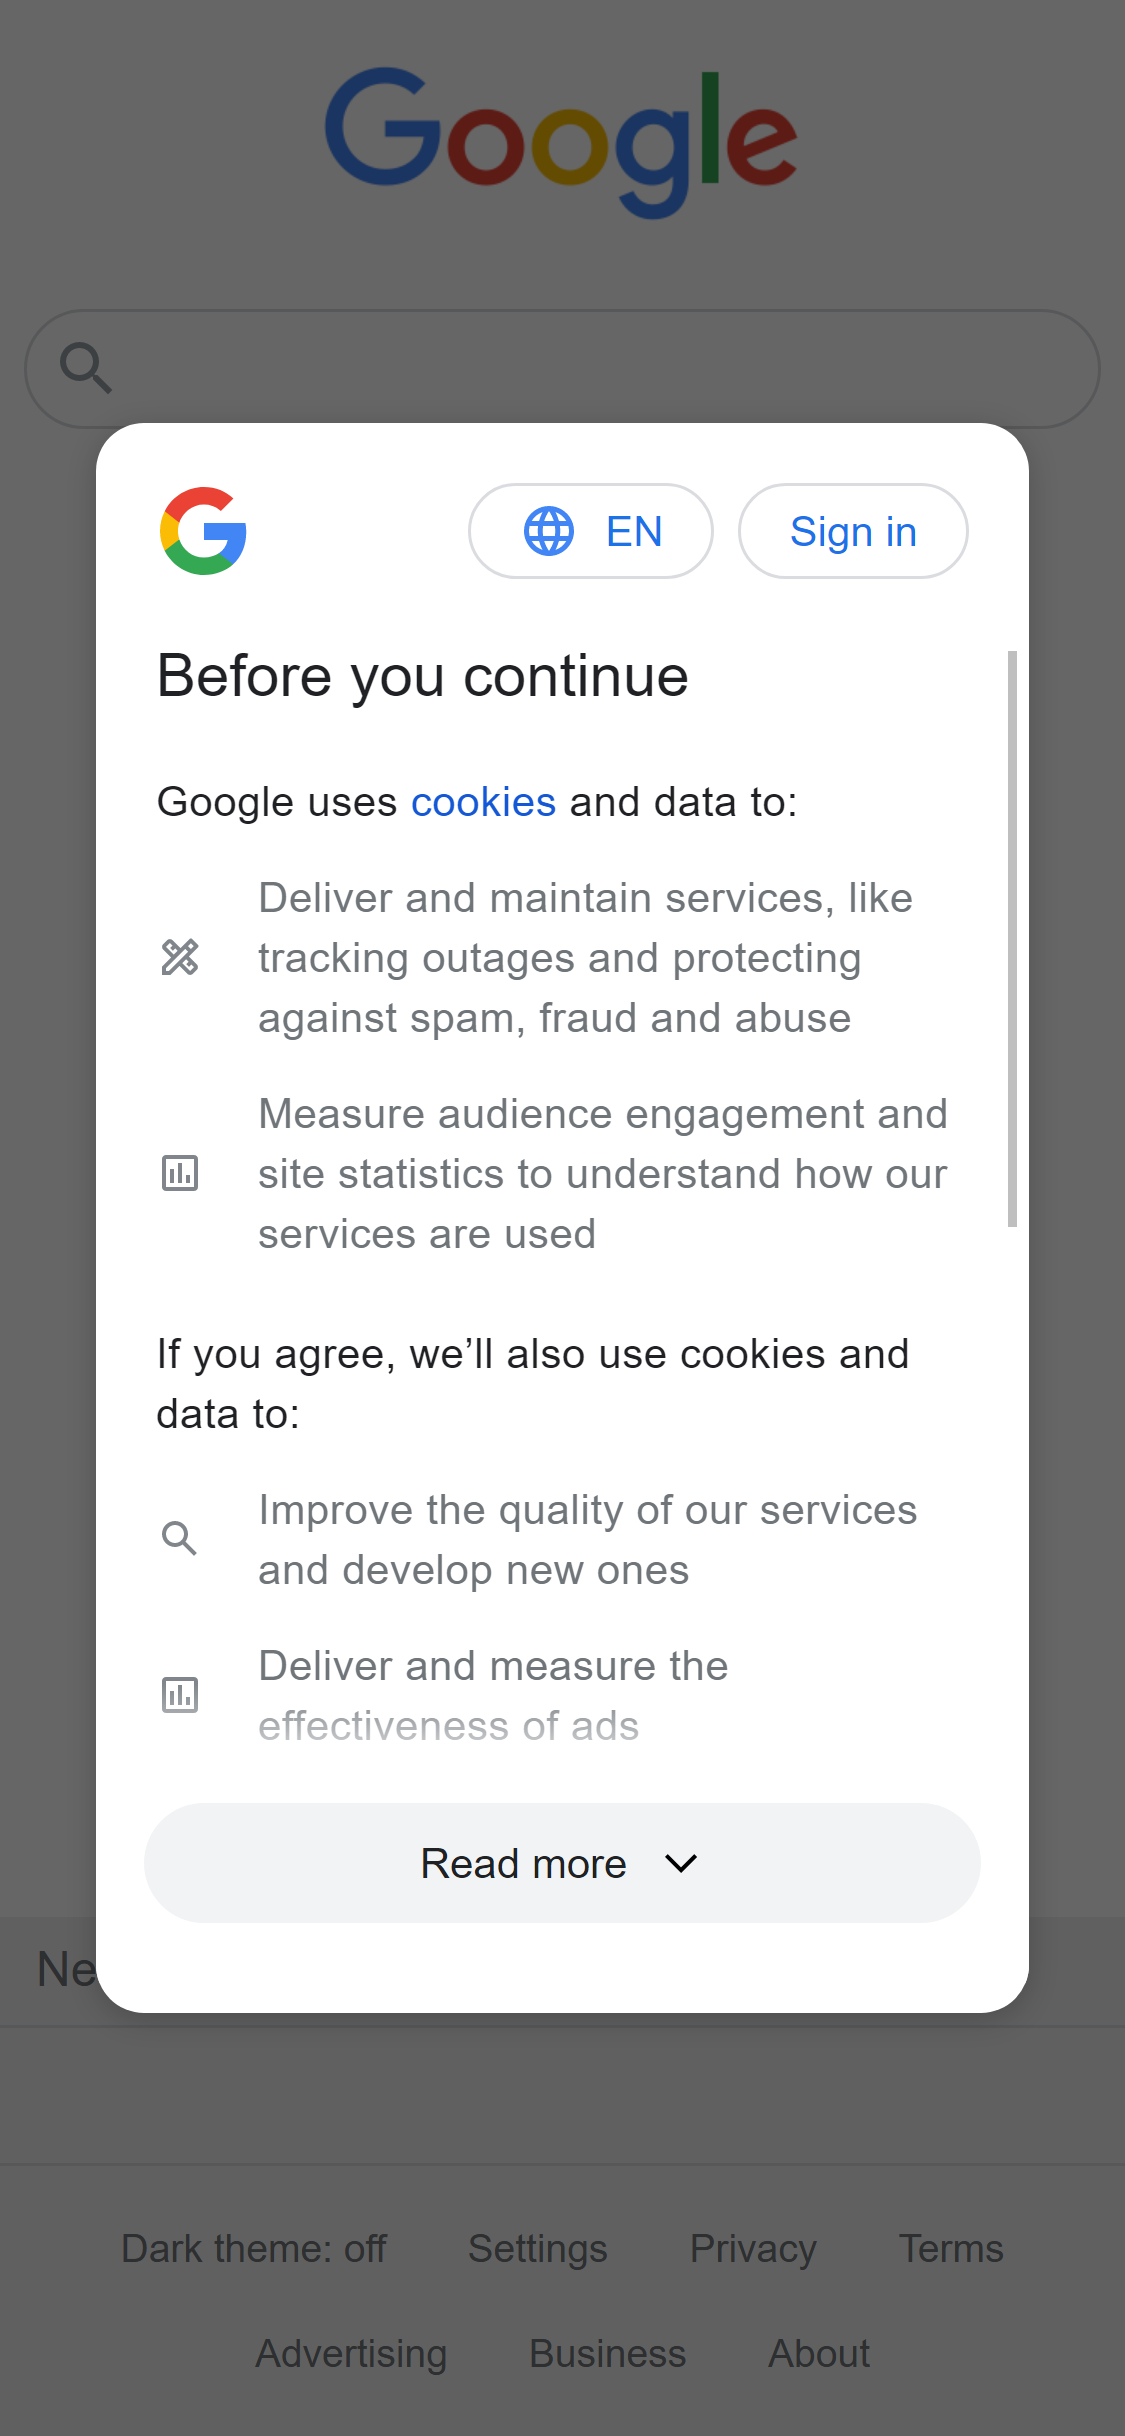 Google
EN
Sign in
Before you continue
Google uses cookies and data to:
Deliver and maintain services, like
tracking outages and protecting
against spam, fraud and abuse
Measure audience engagement and
site statistics to understand how our
services are used
If you agree, we’ll also use cookies and
data to:
Improve the quality of our services
and develop new ones
Deliver and measure the
effectiveness of ads
Read more
Dark theme: off Settings Privacy Terms
Advertising Business About